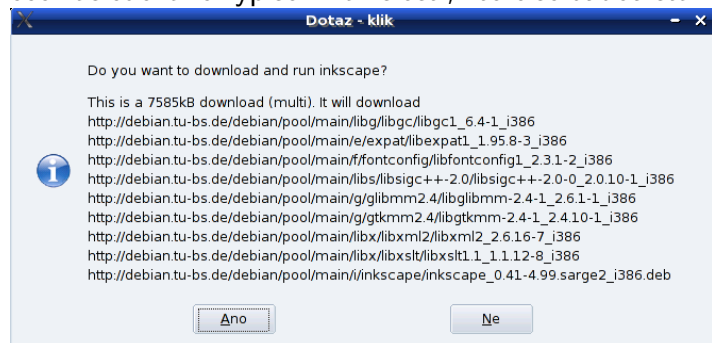 Dotaz - klik
Do you want to download and run inkscape?
This is a 7585kB download (multi). It will download
http://debian.tu-bs.de/debian/pool/main/libg/libgc/libgc1_6.4-1_i386
http://debian.tu-bs.de/debian/pool/main/e/expat/libexpat1_1.95.8-3_i386
http://debian.tu-bs.de/debian/pool/main/f/fontconfig/libfontconfig1_2.3.1-2_i386
http://debian.tu-bs.de/debian/pool/main/libs/libsigc++-2.0/libsigc++-2.0-0_2.0.10-1_i386
http://debian.tu-bs.de/debian/pool/main/g/glibmm2.4/libglibmm-2.4-1_2.6.1-1_i386
http://debian.tu-bs.de/debian/pool/main/g/gtkmm2.4/libgtkmm-2.4-1_2.4.10-1_i386
http://debian.tu-bs.de/debian/pool/main/libx/libxml2/libxml2_2.6.16-7_i386
http://debian.tu-bs.de/debian/pool/main/libx/libxslt/libxslt1.1_1.1.12-8_i386
http://debian.tu-bs.de/debian/pool/main/i/inkscape/inkscape_0.41-4.99.sarge2_i386.deb
Ano
Ne